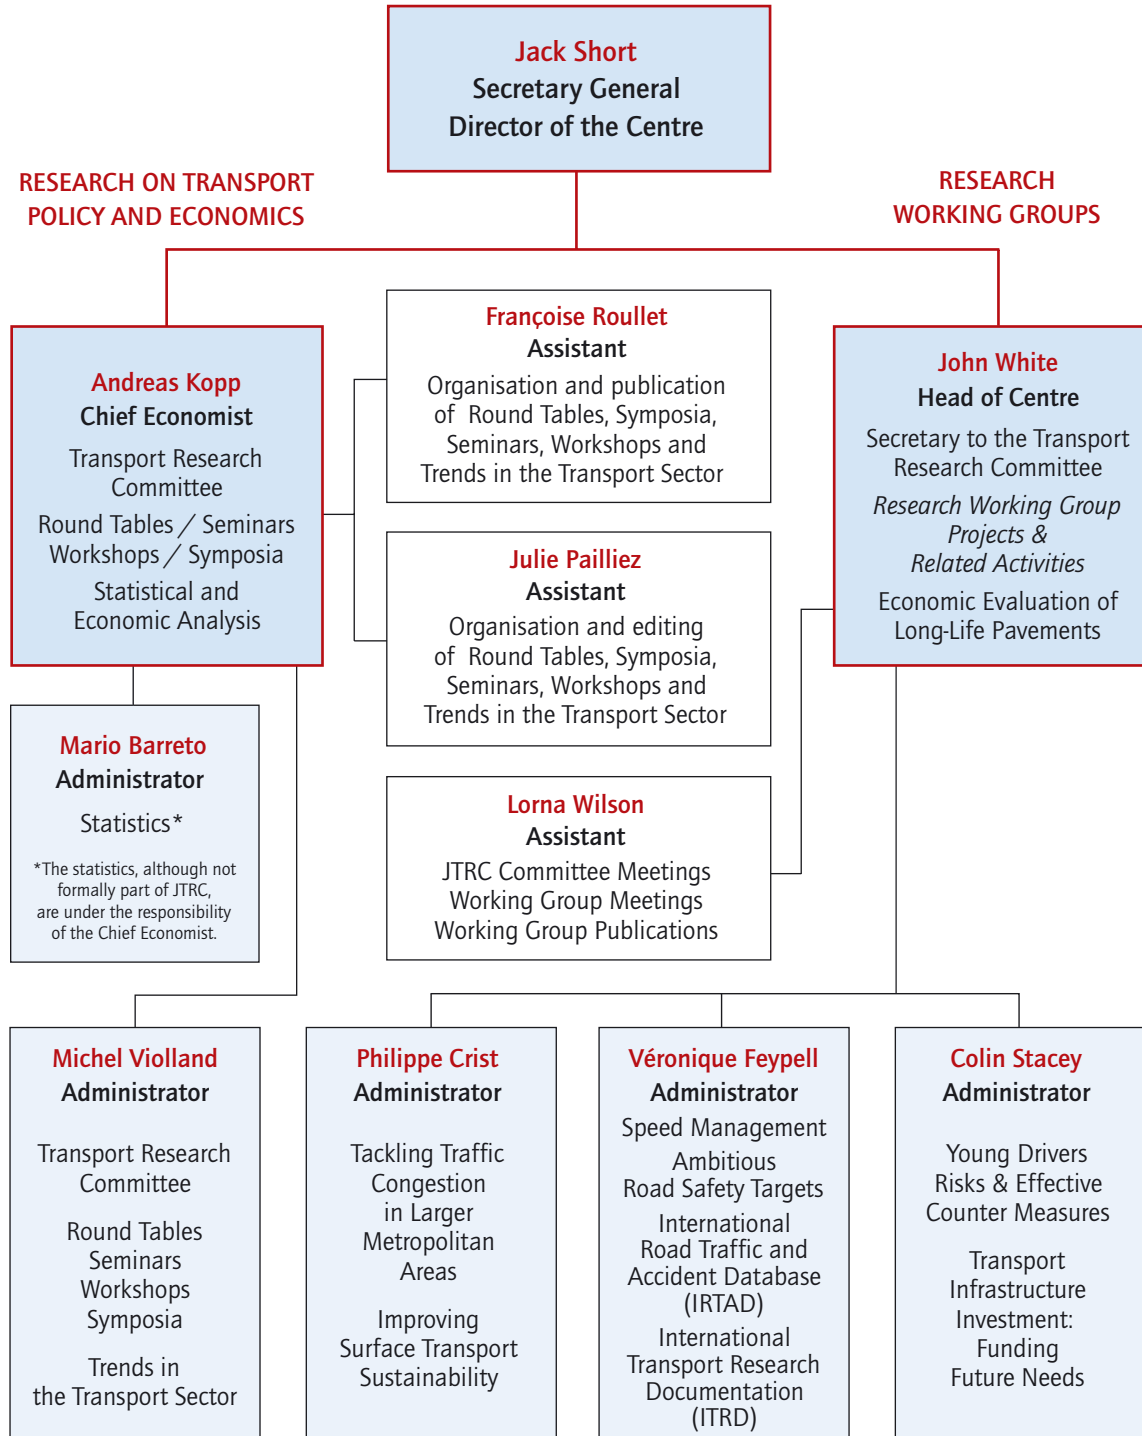 Jack Short
Secretary General
Director of the Centre
RESEARCH ON TRANSPORT
POLICY AND ECONOMICS
RESEARCH
WORKING GROUPS
Andreas Kopp
Chief Economist
Transport Research
Committee
Round Tables / Seminars
Workshops / Symposia
Statistical and
Economic Analysis
Françoise Roullet
Assistant
Organisation and publication
of Round Tables, Symposia,
Seminars, Workshops and
Trends in the Transport Sector
John White
Head of Centre
Secretary to the Transport
Research Committee
Research Working Group
Projects &
Related Activities
Economic Evaluation of
Long-Life Pavements
Julie Pailliez
Assistant
Organisation and editing
of Round Tables, Symposia,
Seminars, Workshops and
Trends in the Transport Sector
Mario Barreto
Administrator
Statistics*
*The statistics, although not
formally part of JTRC,
are under the responsibility
of the Chief Economist.
Lorna Wilson
Assistant
JTRC Committee Meetings
Working Group Meetings
Working Group Publications
Michel Violland
Administrator
Transport Research
Committee
Round Tables
Seminars
Workshops
Symposia
Trends in
the Transport Sector
Philippe Crist
Administrator
Tackling Traffic
Congestion
in Larger
Metropolitan
Areas
Improving
Surface Transport
Sustainability
Véronique Feypell
Administrator
Speed Management
Ambitious
Road Safety Targets
International
Road Traffic and
Accident Database
(IRTAD)
International
Transport Research
Documentation
(ITRD)
Colin Stacey
Administrator
Young Drivers
Risks & Effective
Counter Measures
Transport
Infrastructure
Investment:
Funding
Future Needs